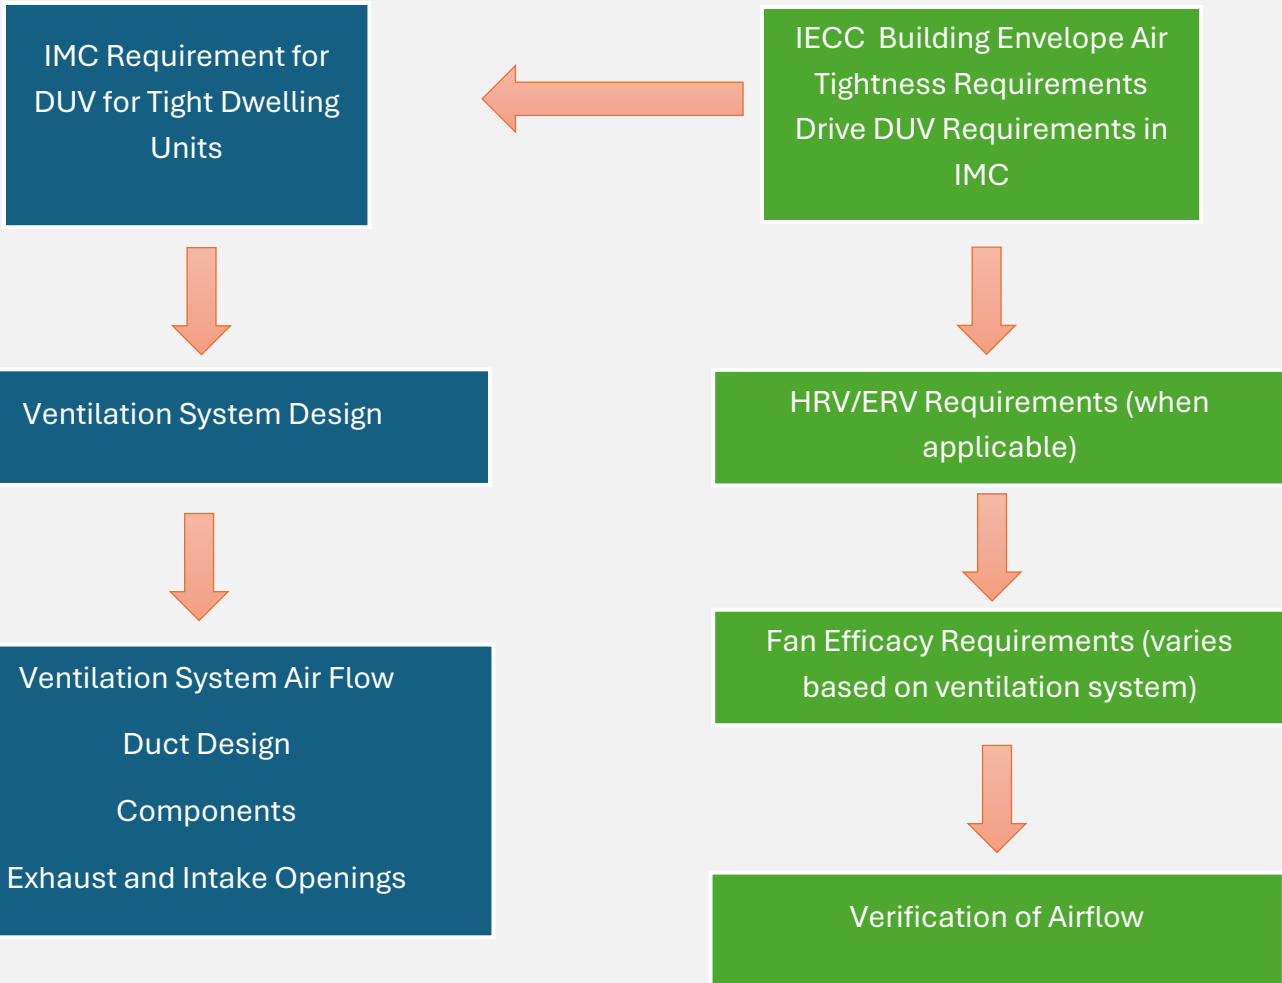 IMC Requirement for
DUV for Tight Dwelling
Units
IECC Building Envelope Air
Tightness Requirements
Drive DUV Requirements in
IMC
Ventilation System Design
HRV/ERV Requirements (when
applicable)
Ventilation System Air Flow
Duct Design
Components
Exhaust and Intake Openings
Fan Efficacy Requirements (varies
based on ventilation system)
Verification of Airflow